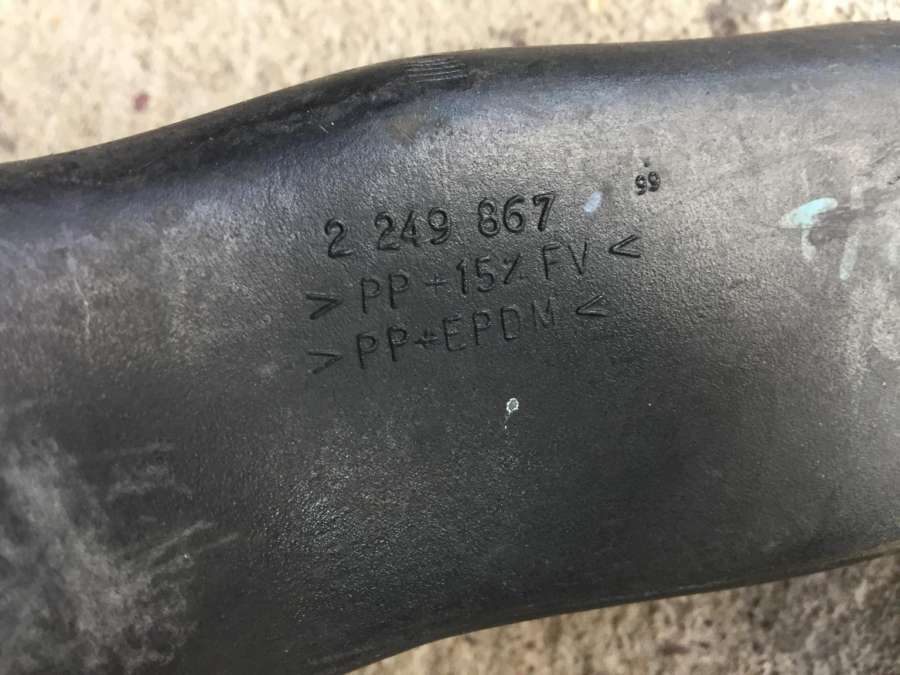 99
2 249 867
> PP + 15% FV <
> PP + EPDM <